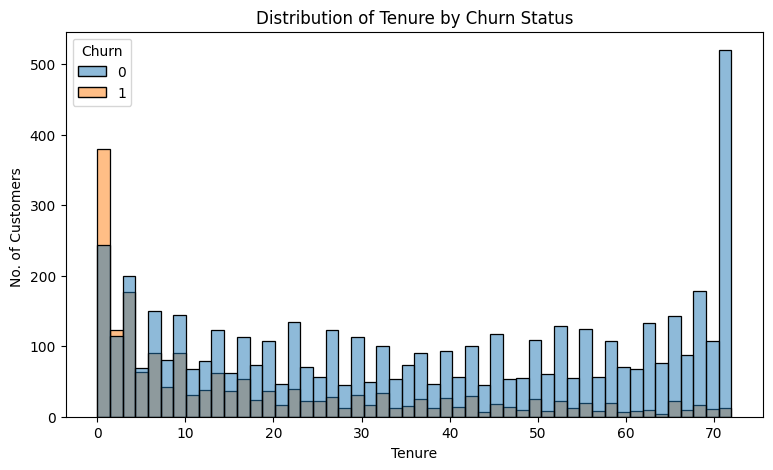 Distribution of Tenure by Churn Status
Churn
0
1
No. of Customers
500
400
300
200
100
0
0 10 20 30 40 50 60 70
Tenure